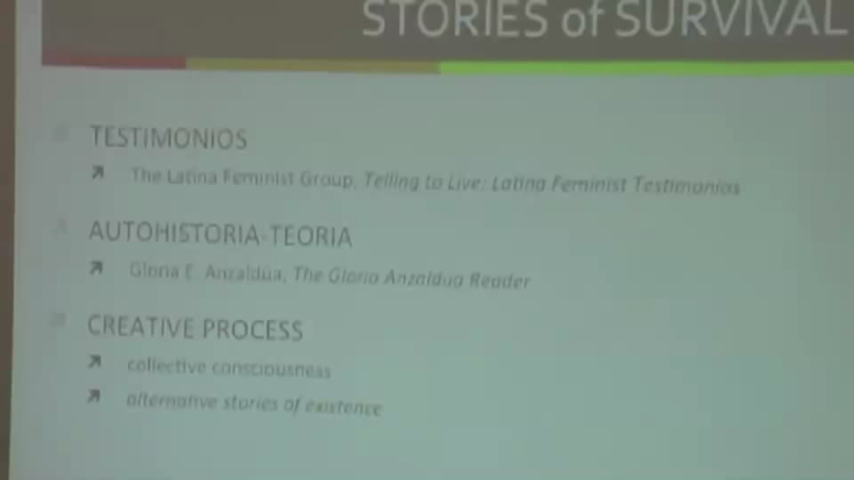 STORIES of SURVIVAL
TESTIMONIOS
The Latina Feminist Group, Telling to Live: Latina Feminist Testimonios
AUTOHISTORIA-TEORIA
Gloria E. Anzaldúa, The Gloria Anzaldua Reader
CREATIVE PROCESS
collective consciousness
alternative stories of existence